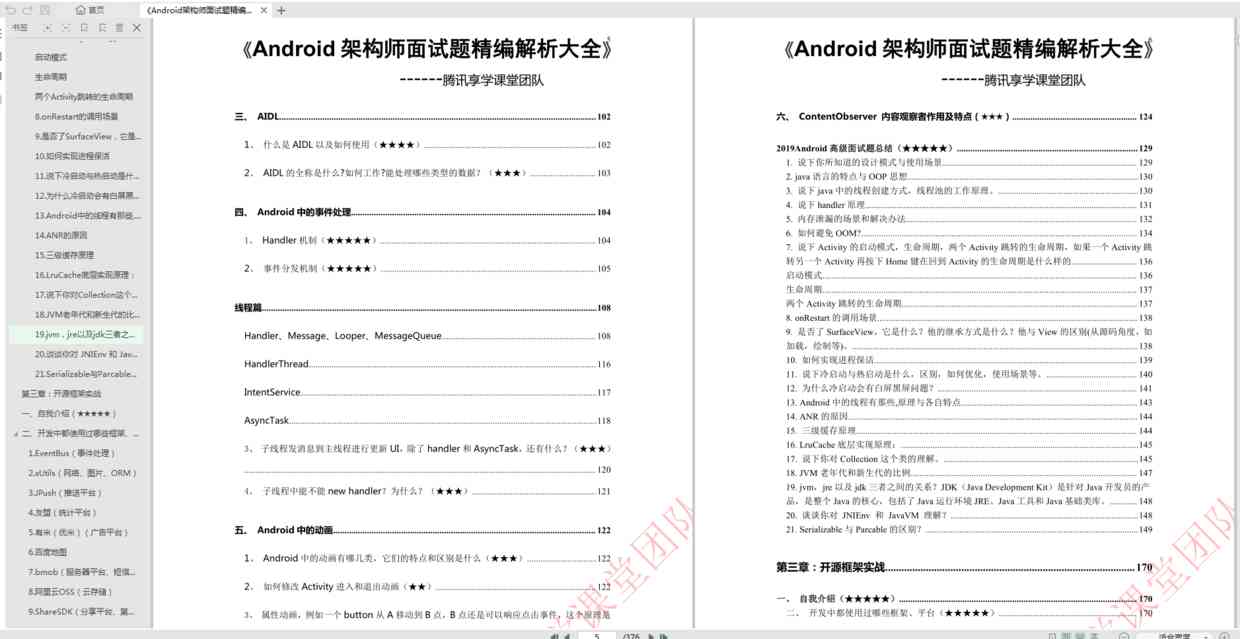 首页
《Android架构师面试题精编...
书签
启动模式
生命周期
两个Activity跳转的生命周期
8.onRestart的调用场景
9.是否了SurfaceView，它是...
10.如何实现进程保活
11.说下冷启动与热启动是什...
12.为什么冷启动会有白屏黑...
13.Android中的线程有那些,...
14.ANR的原因
15.三级缓存原理
16.LruCache底层实现原理：
17.说下你对Collection这个...
18.JVM老年代和新生代的比...
19.jvm，jre以及jdk三者之...
20.谈谈你对 JNIEnv 和 Jav...
21.Serializable与Parcable...
第三章：开源框架实战
一、自我介绍（★★★★★）
二、开发中都使用过哪些框架、...
1.EventBus（事件处理）
2.xUtils（网络、图片、ORM）
3.JPush（推送平台）
4.友盟（统计平台）
5.有米（优米）（广告平台）
6.百度地图
7.bmob（服务器平台、短信...
8.阿里云OSS（云存储）
9.ShareSDK（分享平台、第...
《Android 架构师面试题精编解析大全》
------腾讯享学课堂团队
三、 AIDL 102
1、 什么是 AIDL 以及如何使用（★★★★） 102
2、 AIDL 的全称是什么?如何工作?能处理哪些类型的数据？（★★★） 103
四、 Android 中的事件处理 104
1、 Handler 机制（★★★★★） 104
2、 事件分发机制（★★★★★） 105
线程篇 108
Handler、Message、Looper、MessageQueue 108
HandlerThread 116
IntentService 117
AsyncTask 118
3、 子线程发消息到主线程进行更新 UI，除了 handler 和 AsyncTask，还有什么？（★★★）
120
4、 子线程中能不能 new handler？为什么？（★★★） 121
五、 Android 中的动画 122
1、 Android 中的动画有哪几类，它们的特点和区别是什么（★★★） 122
2、 如何修改 Activity 进入和退出动画（★★） 122
3、 属性动画，例如一个 button 从 A 移动到 B 点，B 点还是可以响应点击事件，这个原理是
学课堂团队
《Android 架构师面试题精编解析大全》
------腾讯享学课堂团队
六、 ContentObserver 内容观察者作用及特点（★★★） 124
2019Android 高级面试题总结（★★★★★） 129
1. 说下你所知道的设计模式与使用场景 129
2. java 语言的特点与 OOP 思想 130
3. 说下 java 中的线程创建方式，线程池的工作原理。 130
4. 说下 handler 原理 131
5. 内存泄漏的场景和解决办法 132
6. 如何避免 OOM? 134
7. 说下 Activity 的启动模式，生命周期，两个 Activity 跳转的生命周期，如果一个 Activity 跳
转另一个 Activity 再按下 Home 键在回到 Activity 的生命周期是什么样的 136
启动模式 136
生命周期 137
两个 Activity 跳转的生命周期 137
8. onRestart 的调用场景 138
9. 是否了 SurfaceView，它是什么？他的继承方式是什么？他与 View 的区别(从源码角度，如
加载，绘制等)。 138
10. 如何实现进程保活 139
11. 说下冷启动与热启动是什么，区别，如何优化，使用场景等。 140
12. 为什么冷启动会有白屏黑屏问题？ 141
13. Android 中的线程有那些,原理与各自特点 143
14. ANR 的原因 144
15. 三级缓存原理 144
16. LruCache 底层实现原理： 145
17. 说下你对 Collection 这个类的理解。 145
18. JVM 老年代和新生代的比例 147
19. jvm，jre 以及 jdk 三者之间的关系？JDK（Java Development Kit）是针对 Java 开发员的产
品，是整个 Java 的核心，包括了 Java 运行环境 JRE、Java 工具和 Java 基础类库。 148
20. 谈谈你对 JNIEnv 和 JavaVM 理解？ 148
21. Serializable 与 Parcable 的区别？ 149
第三章：开源框架实战 170
一、 自我介绍（★★★★★） 170
二、 开发中都使用过哪些框架、平台（★★★★★） 170
学课堂团队
5 /376
适合宽度